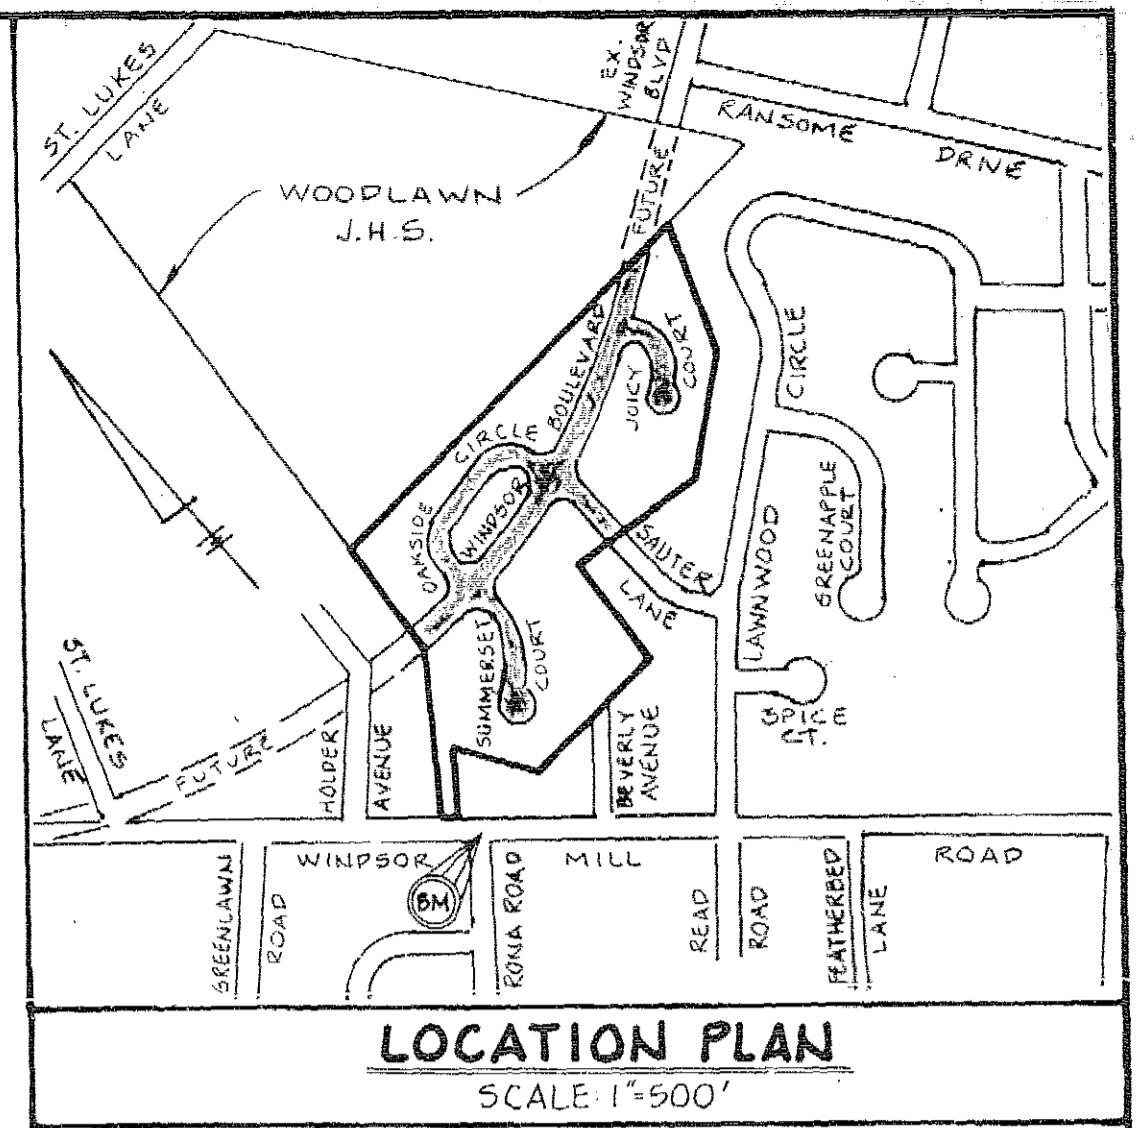 ST. LUKES
LANE
EX.
WINDSOR
BLVD
RANSOME
DRIVE
WOODLAWN
J.H.S.
FUTURE
CIRCLE
BOULEVARD
JUICY
COURT
OAKSIDE
CIRCLE
WINDSOR
SAUTER
LANE
LAWNWOOD
GREENAPPLE
COURT
SUMMERSET
COURT
SPICE
CT.
ST. LUKES
LANE
FUTURE
HOLDER
AVENUE
BEVERLY
AVENUE
WINDSOR MILL ROAD
BM
GREENLAWN
ROAD
RONA ROAD
READ
ROAD
FEATHERBED
LANE
LOCATION PLAN
SCALE: 1"=500'